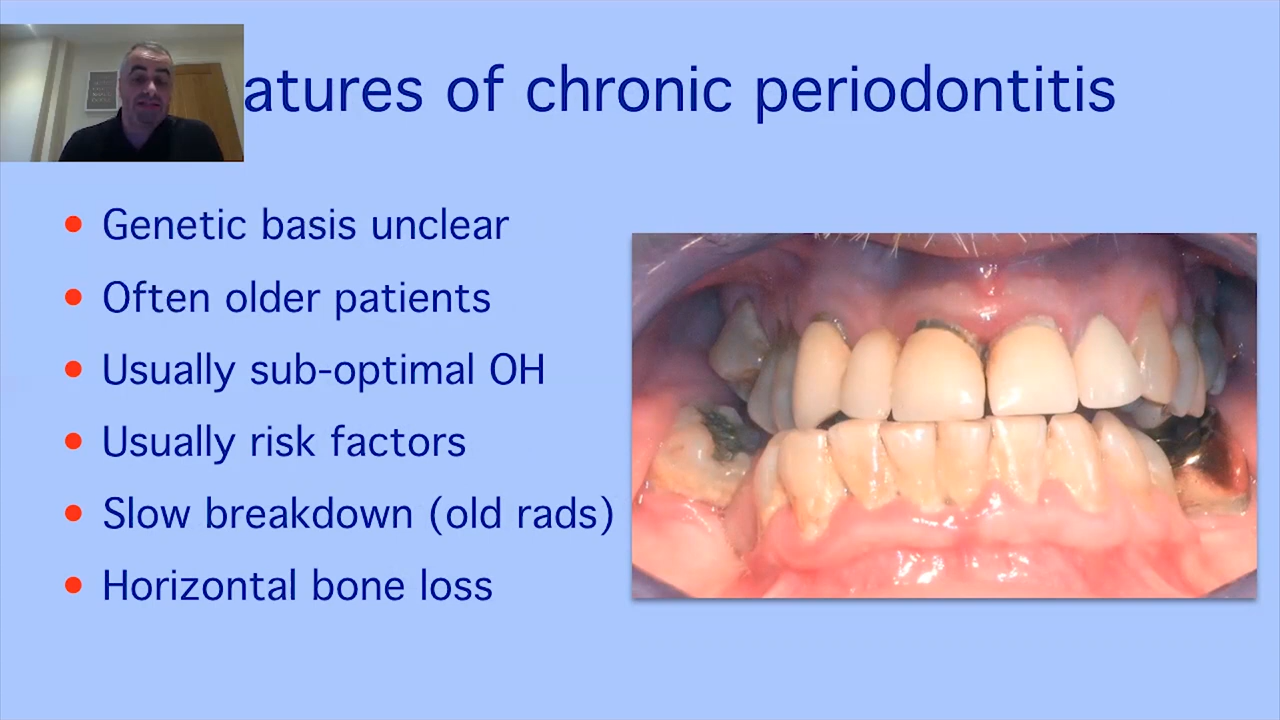 atures of chronic periodontitis
• Genetic basis unclear
• Often older patients
• Usually sub-optimal OH
• Usually risk factors
• Slow breakdown (old rads)
• Horizontal bone loss